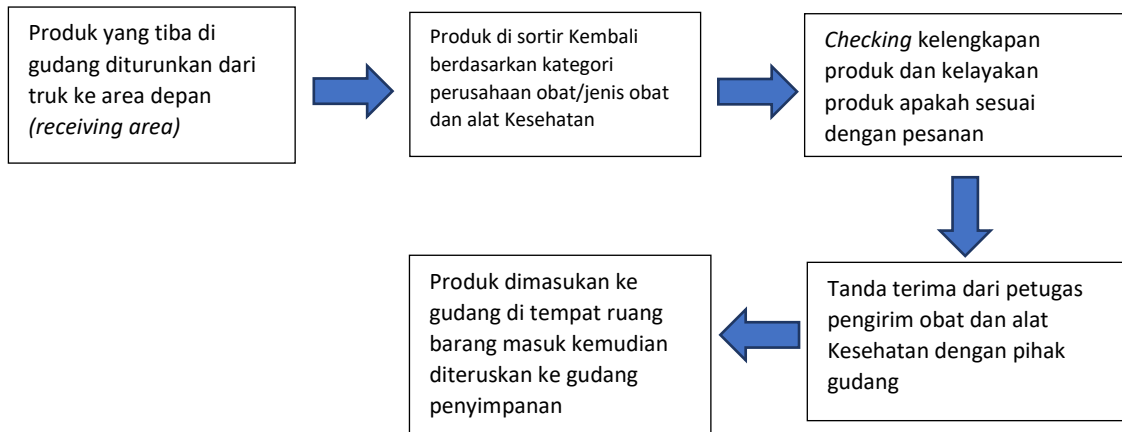 Produk yang tiba di
gudang diturunkan dari
truk ke area depan
(receiving area)
Produk di sortir Kembali
berdasarkan kategori
perusahaan obat/jenis obat
dan alat Kesehatan
Checking kelengkapan
produk dan kelayakan
produk apakah sesuai
dengan pesanan
Tanda terima dari petugas
pengirim obat dan alat
Kesehatan dengan pihak
gudang
Produk dimasukan ke
gudang di tempat ruang
barang masuk kemudian
diteruskan ke gudang
penyimpanan